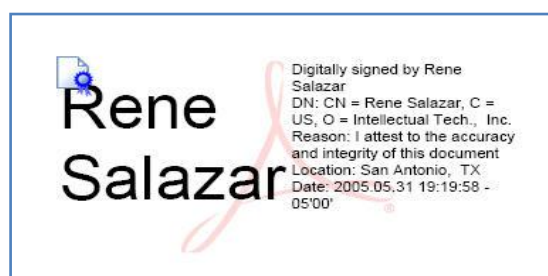 Rene
Salazar
Digitally signed by Rene
Salazar
DN: CN = Rene Salazar, C =
US, O = Intellectual Tech., Inc.
Reason: I attest to the accuracy
and integrity of this document
Location: San Antonio, TX
Date: 2005.05.31 19:19:58 -
05'00'
®